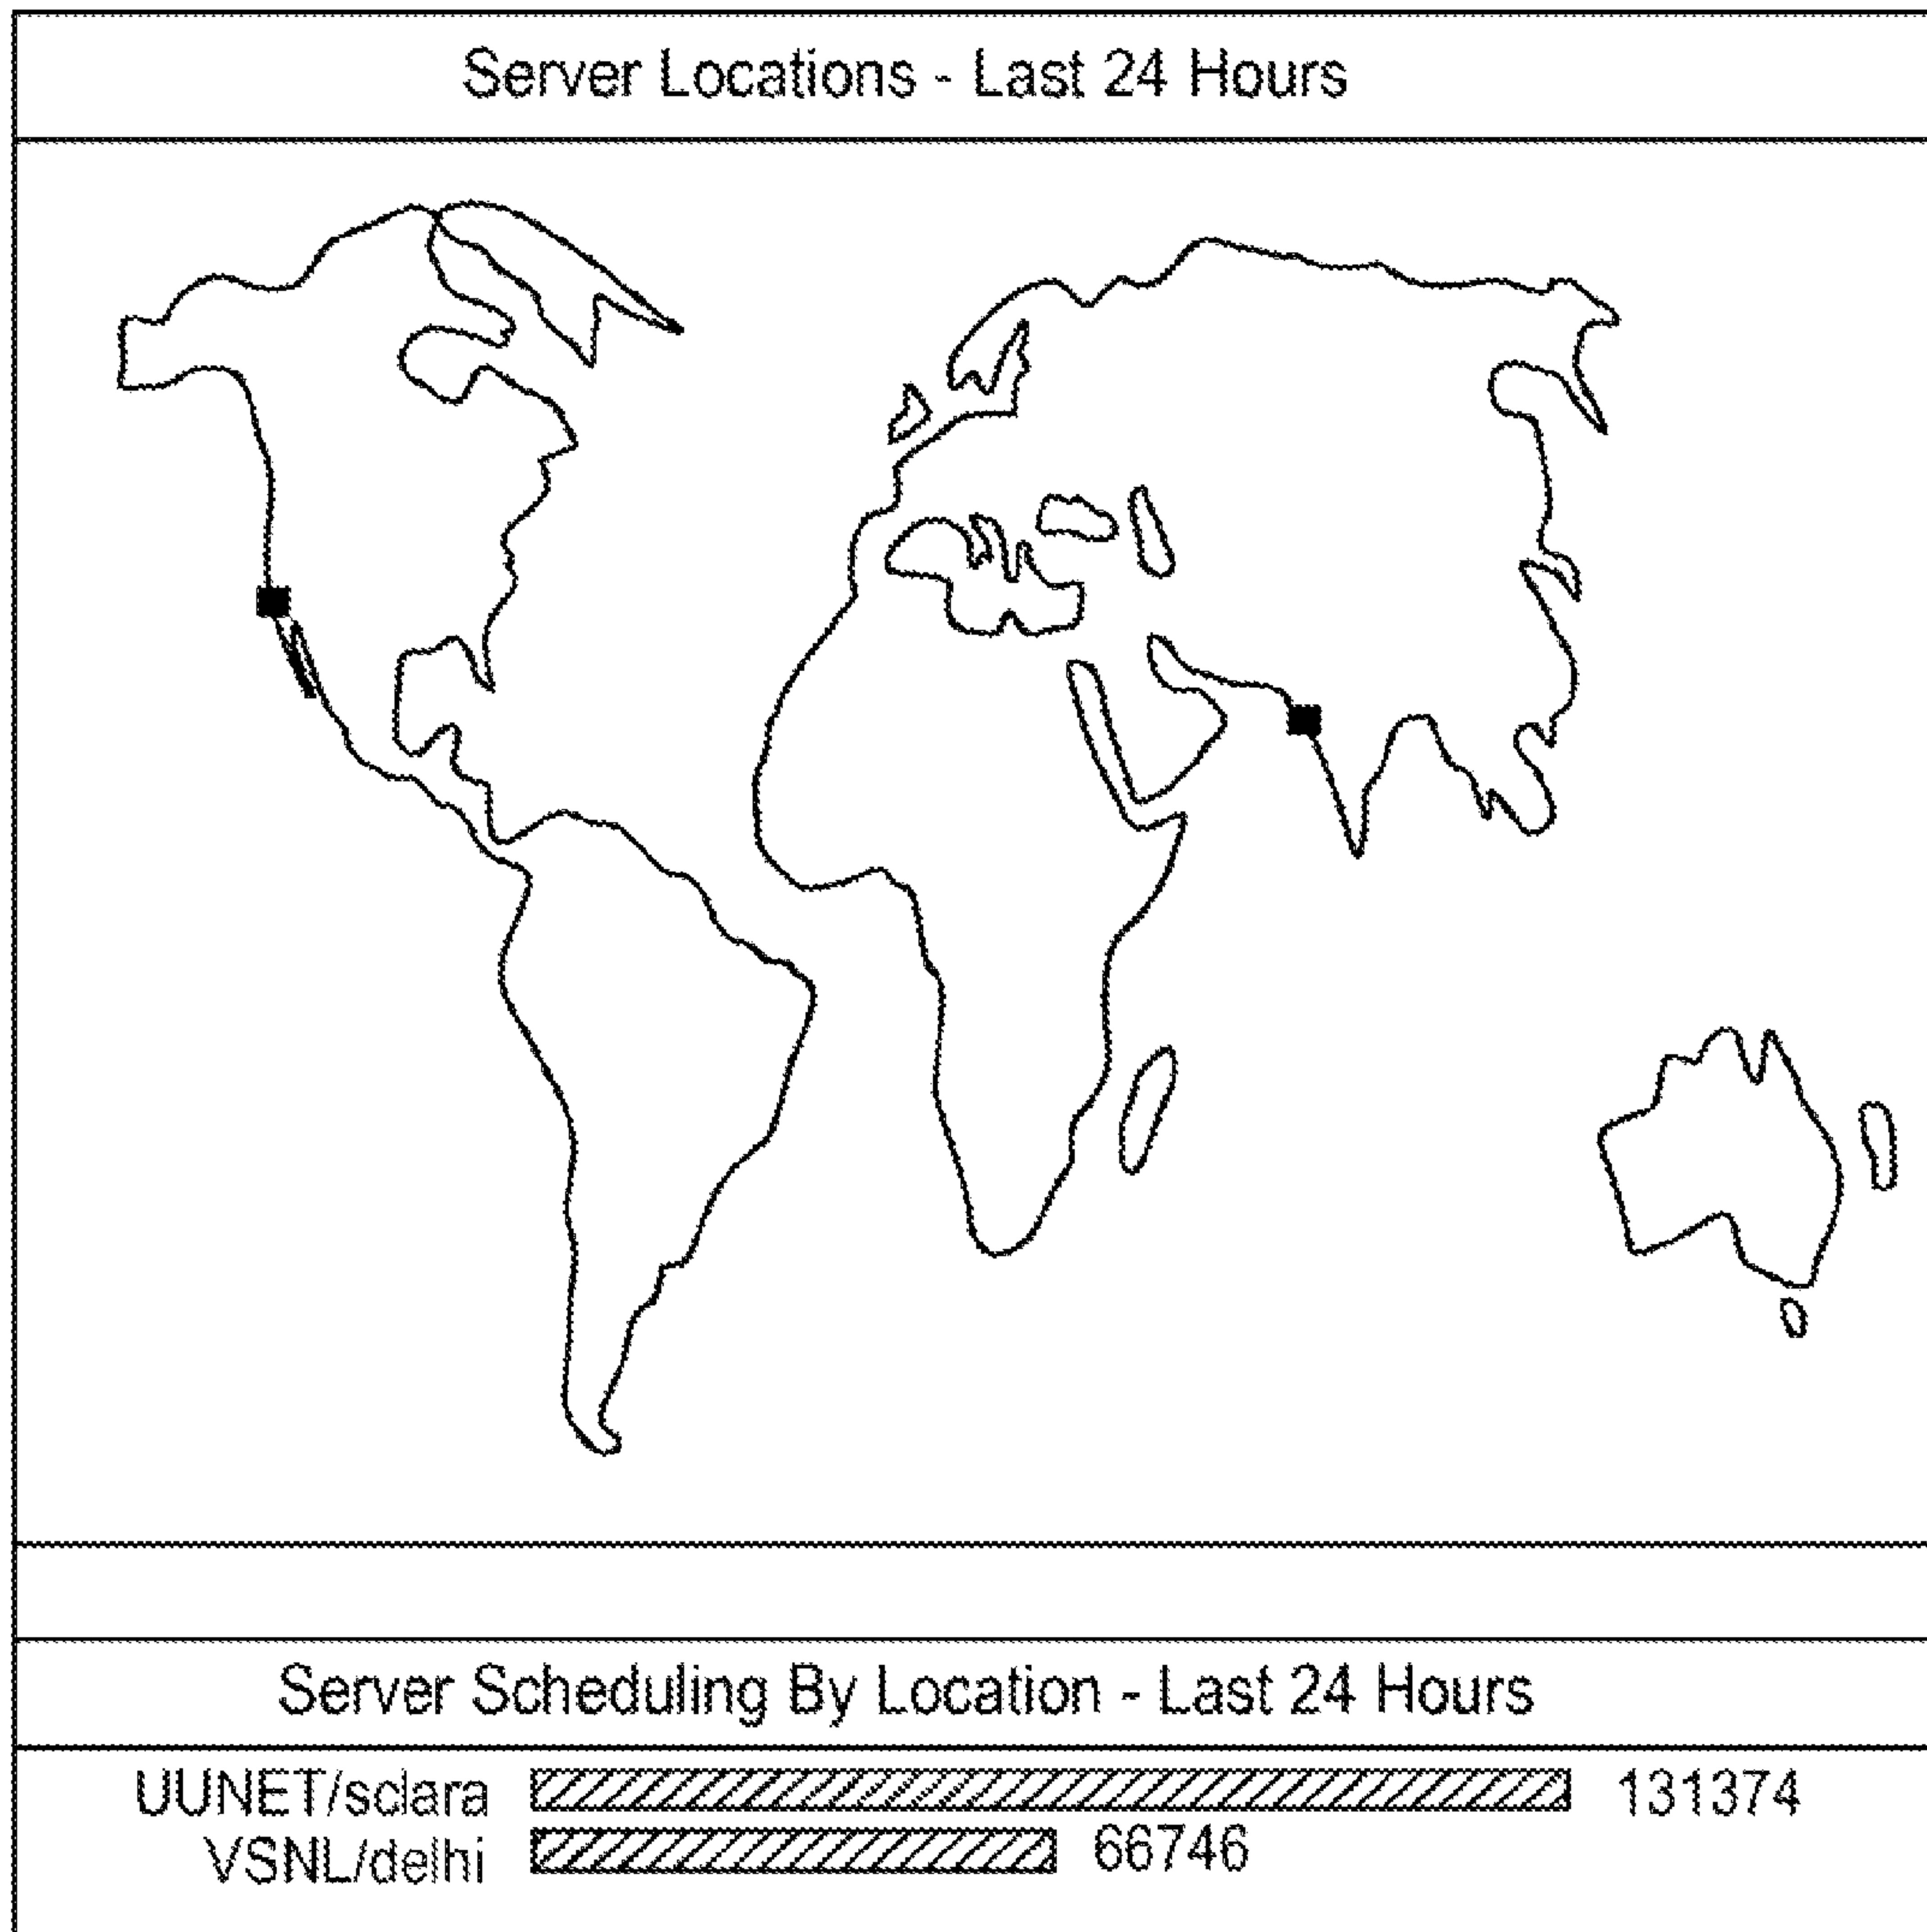 Server Locations - Last 24 Hours
Server Scheduling By Location - Last 24 Hours
UUNET/sclara 131374
VSNL/delhi 66746